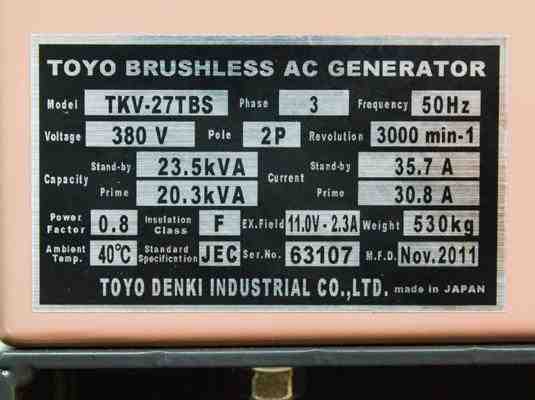 TOYO BRUSHLESS AC GENERATOR
Model TKV-27TBS Phase 3 Frequency 50Hz
Voltage 380 V Pole 2P Revolution 3000 min-1
Capacity Stand-by 23.5kVA Current Stand-by 35.7 A
Prime 20.3kVA Prime 30.8 A
Power Factor 0.8 Insulation Class F EX.Field 11.0V - 2.3A Weight 530kg
Ambient Temp. 40°C Standard Specification JEC Ser.No. 63107 M.F.D. Nov.2011
TOYO DENKI INDUSTRIAL CO.,LTD. made in JAPAN